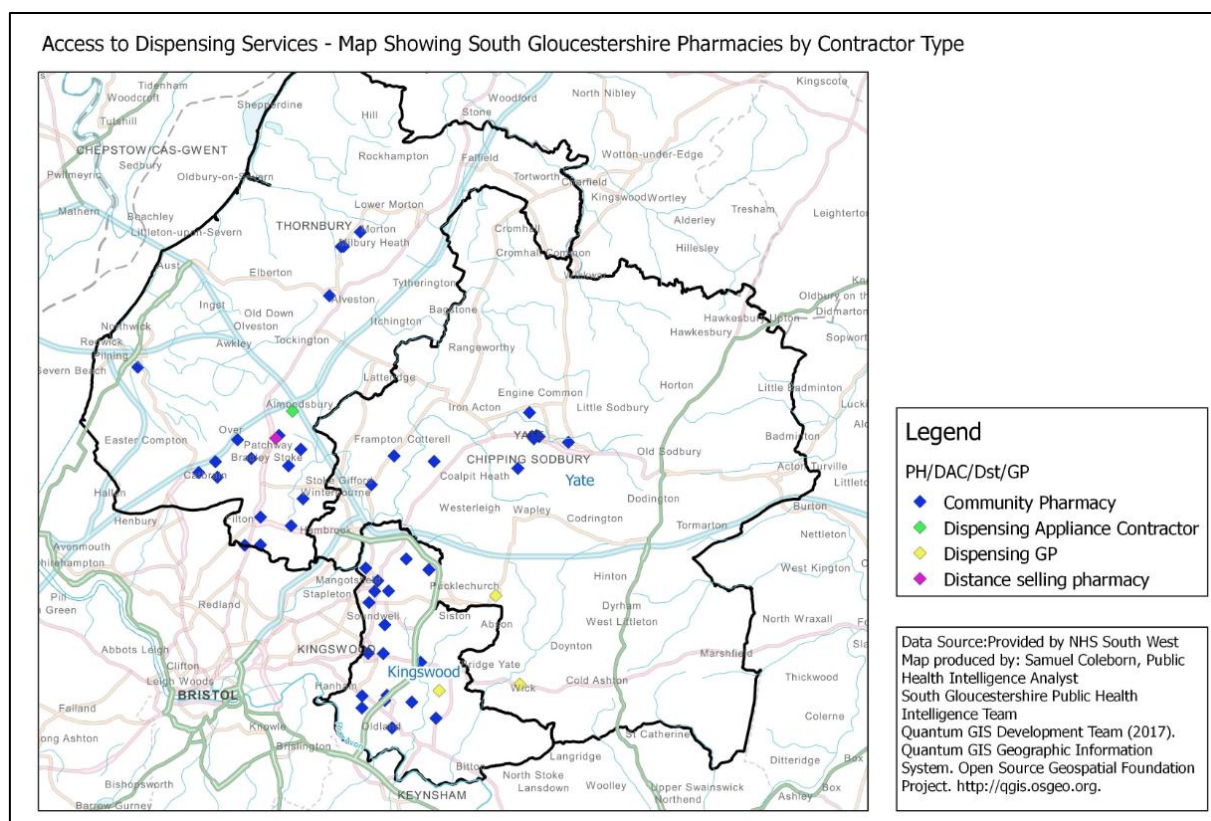 Access to Dispensing Services - Map Showing South Gloucestershire Pharmacies by Contractor Type
Kingscote
Tidenham
Woodcroft
Shepperdine
Woodford
North Nibley
Tutshill
Hill
Stone
CHEPSTOW/CAS-GWENT
Sedbury
Rockhampton
Falfield
Wotton-under-Edge
Pwllmeyric
Oldbury-on-Severn
Tortworth
Charfield
Kingswood
Wortley
Tresham
Leighterton
Mathern
Beachley
Lower Morton
Alderley
Littleton-upon-Severn
THORNBURY
Morton
Milbury Heath
Cromhall
Hillesley
Cromhall Common
Aust
Elberton
Tytherington
Alveston
Ingst
Old Down
Bagstone
Oldbury on the
Didmarton
Northwick
Olveston
Itchington
Hawkesbury Upton
Redwick
Awkley
Tockington
Hawkesbury
Sopwort
Pilning
Rangeworthy
Severn Beach
Latteridge
Horton
Engine Common
Little Badminton
Almondsbury
Iron Acton
Little Sodbury
Over
Easter Compton
Patchway
Frampton Cotterell
YATE
Badminton
Bradley Stoke
CHIPPING SODBURY
Old Sodbury
Acton Turville
Catbrain
Stoke Gifford
Coalpit Heath
Yate
Littlet
Hallen
Winterbourne
Dodington
Westerleigh
Wapley
Burton
Henbury
Filton
Hambrook
Codrington
Tormarton
Nettleton
Avonmouth
West Kington
Mangotsfield
Pucklechurch
Hinton
Pill
Stapleton
Green
Redland
Siston
Dyrham
Soundwell
Abson
West Littleton
North Wraxall
Abbots Leigh
KINGSWOOD
Doynton
Clifton
Kingswood
Bridge Yate
Marshfield
Leigh Woods
Hanham
Wick
Cold Ashton
Thickwood
BRISTOL
Failand
Oldland
Colerne
Knowle
St Catherine
Long Ashton
Brislington
Langridge
Ditteridge
Box
Bitton
North Stoke
Bishopsworth
Lansdown
Woolley
Upper Swainswick
KEYNSHAM
Northend
Ashley
Box
Barrow Gurney
Legend
PH/DAC/Dst/GP
Community Pharmacy
Dispensing Appliance Contractor
Dispensing GP
Distance selling pharmacy
Data Source:Provided by NHS South West
Map produced by: Samuel Coleborn, Public
Health Intelligence Analyst
South Gloucestershire Public Health
Intelligence Team
Quantum GIS Development Team (2017).
Quantum GIS Geographic Information
System. Open Source Geospatial Foundation
Project. http://qgis.osgeo.org.